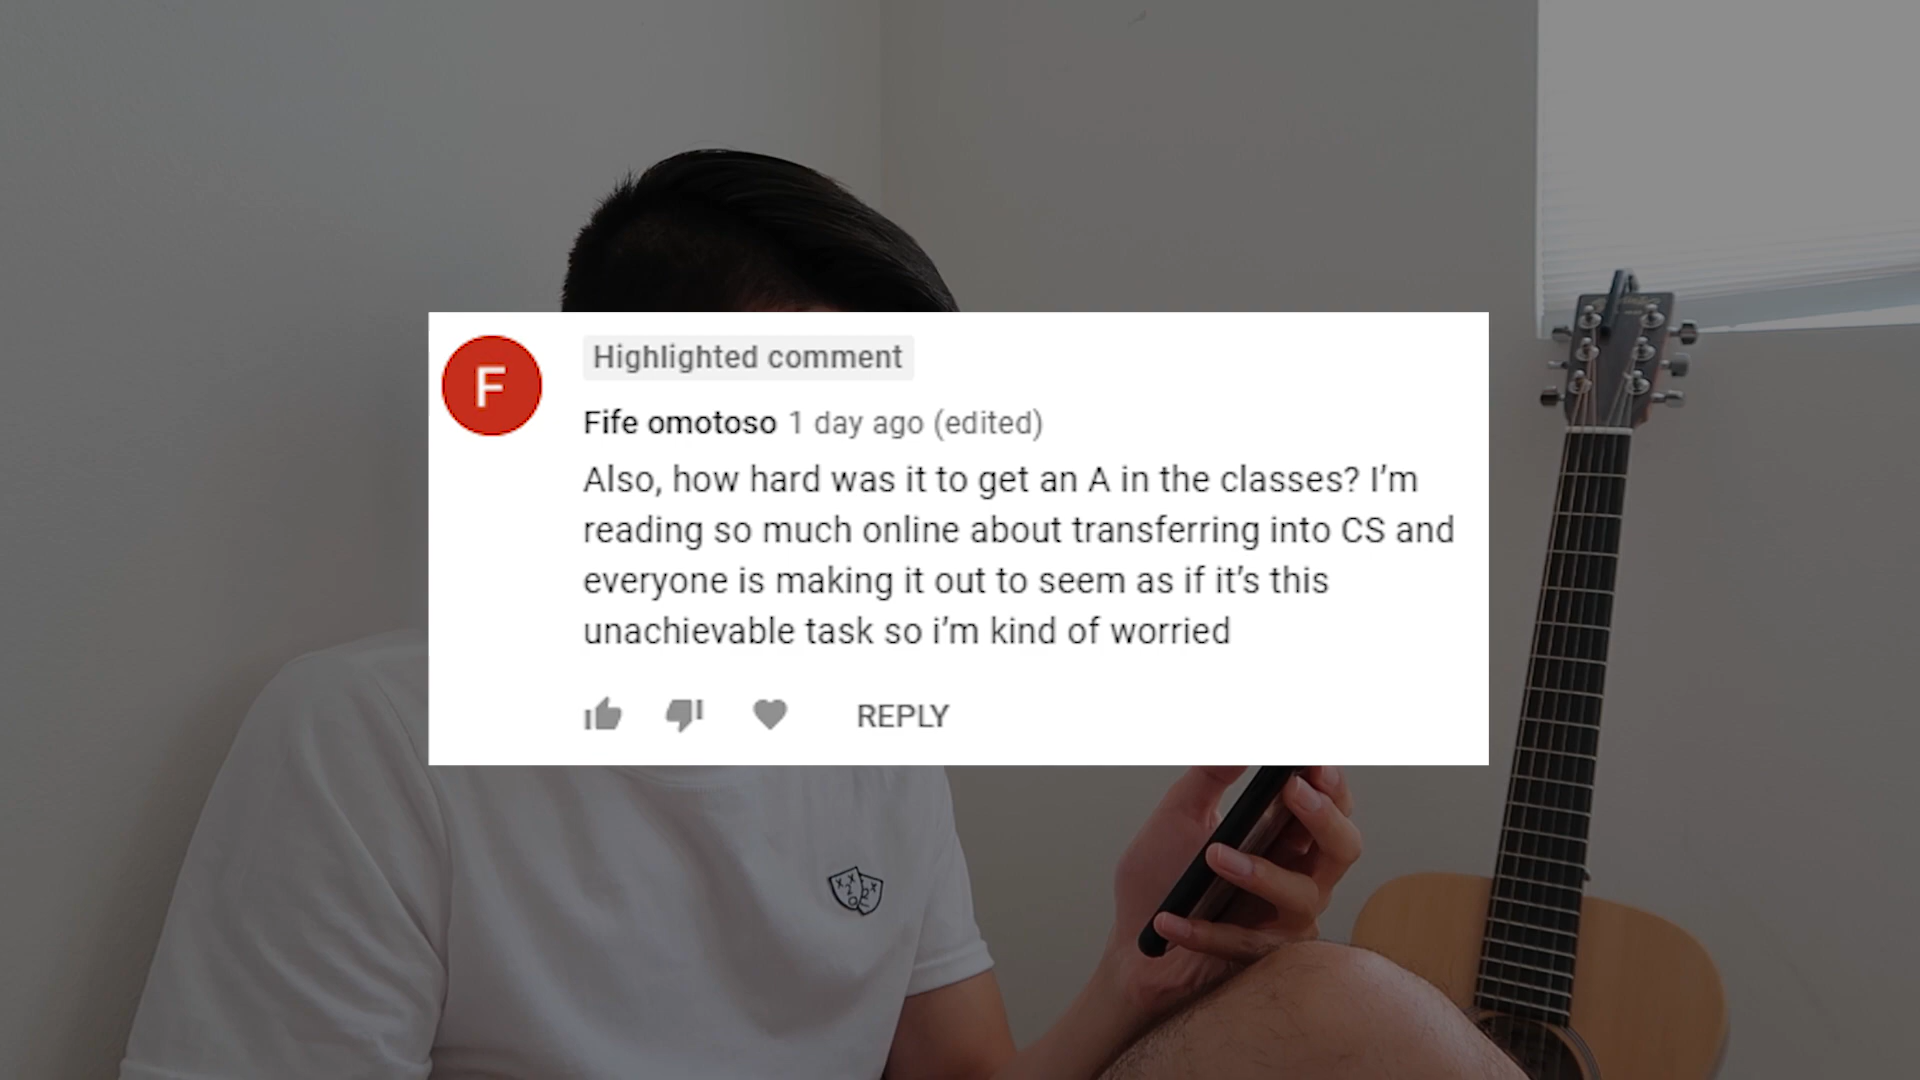 F
Highlighted comment
Fife omotoso 1 day ago (edited)
Also, how hard was it to get an A in the classes? I’m
reading so much online about transferring into CS and
everyone is making it out to seem as if it’s this
unachievable task so i’m kind of worried
REPLY